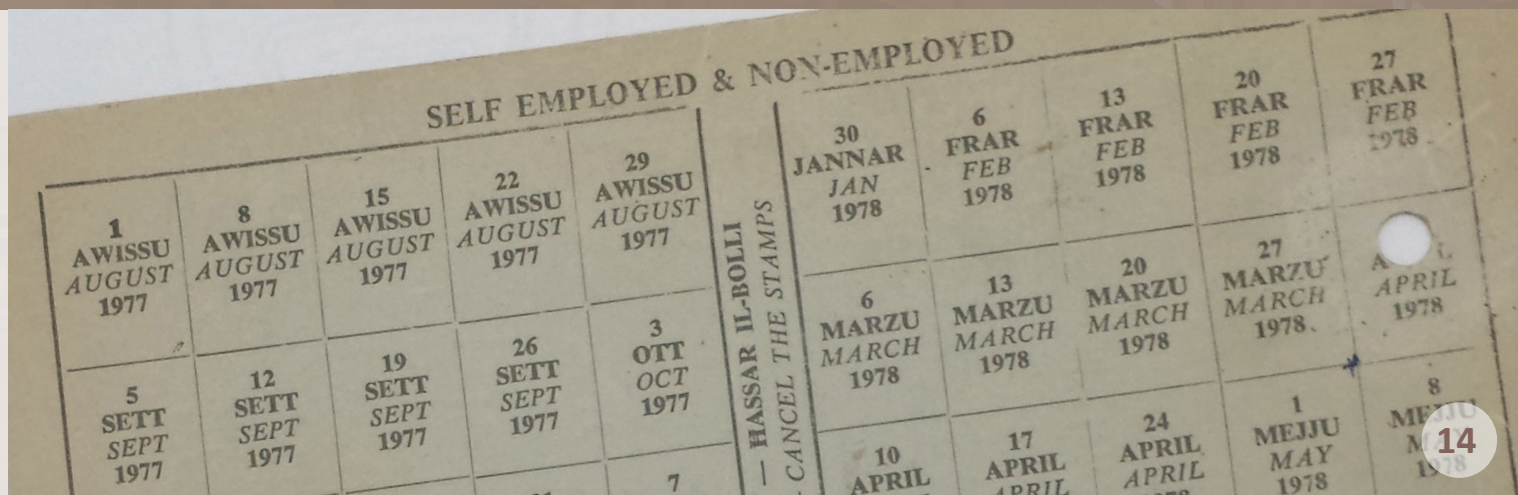 SELF EMPLOYED & NON-EMPLOYED
1
AWISSU
AUGUST
1977
8
AWISSU
AUGUST
1977
15
AWISSU
AUGUST
1977
22
AWISSU
AUGUST
1977
29
AWISSU
AUGUST
1977
5
SETT
SEPT
1977
12
SETT
SEPT
1977
19
SETT
SEPT
1977
26
SETT
SEPT
1977
3
OTT
OCT
1977
7
— HASSAR IL-BOLLI
- CANCEL THE STAMPS
30
JANNAR
JAN
1978
6
FRAR
FEB
1978
13
FRAR
FEB
1978
20
FRAR
FEB
1978
27
FRAR
FEB
1978
6
MARZU
MARCH
1978
13
MARZU
MARCH
1978
20
MARZU
MARCH
1978
27
MARZU
MARCH
1978
APRIL
1978
10
APRIL
17
APRIL
APRIL
24
APRIL
APRIL
1
MEJJU
MAY
1978
8
MEJJU
MAY
1978
14